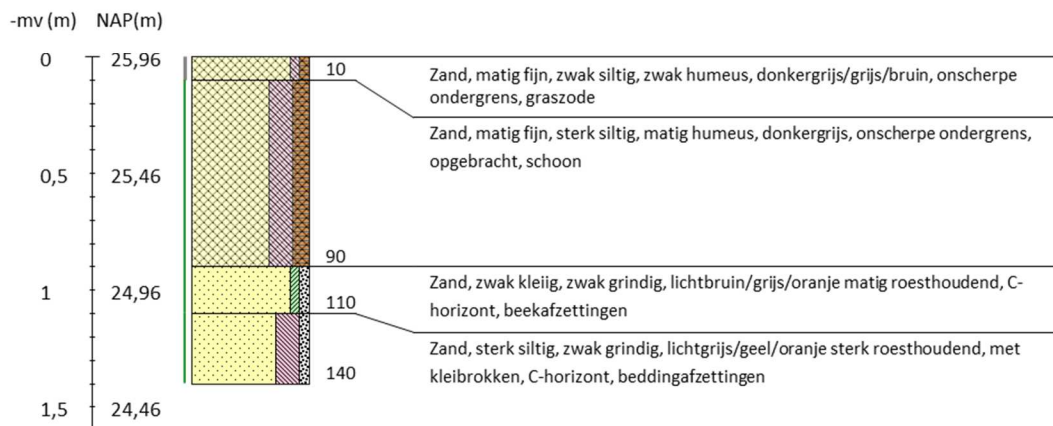 -mv (m) NAP(m)
0 25,96
10
Zand, matig fijn, zwak siltig, zwak humeus, donkergrijs/grijs/bruin, onscherpe
ondergrens, graszode
Zand, matig fijn, sterk siltig, matig humeus, donkergrijs, onscherpe ondergrens,
opgebracht, schoon
0,5 25,46
90
Zand, zwak kleiig, zwak grindig, lichtbruin/grijs/oranje matig roesthoudend, C-
horizont, beekafzettingen
1 24,96
110
Zand, sterk siltig, zwak grindig, lichtgrijs/geel/oranje sterk roesthoudend, met
kleibrokken, C-horizont, beddingafzettingen
140
1,5 24,46